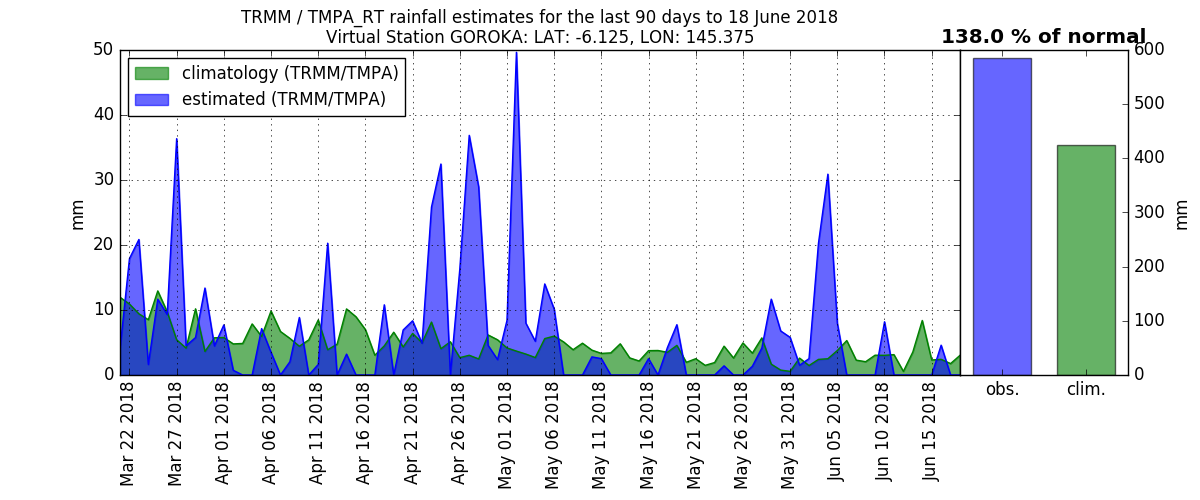 TRMM / TMPA_RT rainfall estimates for the last 90 days to 18 June 2018
Virtual Station GOROKA: LAT: -6.125, LON: 145.375
138.0 % of normal
climatology (TRMM/TMPA)
estimated (TRMM/TMPA)
mm
50
40
30
20
10
0
Mar 22 2018
Mar 27 2018
Apr 01 2018
Apr 06 2018
Apr 11 2018
Apr 16 2018
Apr 21 2018
Apr 26 2018
May 01 2018
May 06 2018
May 11 2018
May 16 2018
May 21 2018
May 26 2018
May 31 2018
Jun 05 2018
Jun 10 2018
Jun 15 2018
obs.
clim.
600
500
400
300
200
100
0
mm